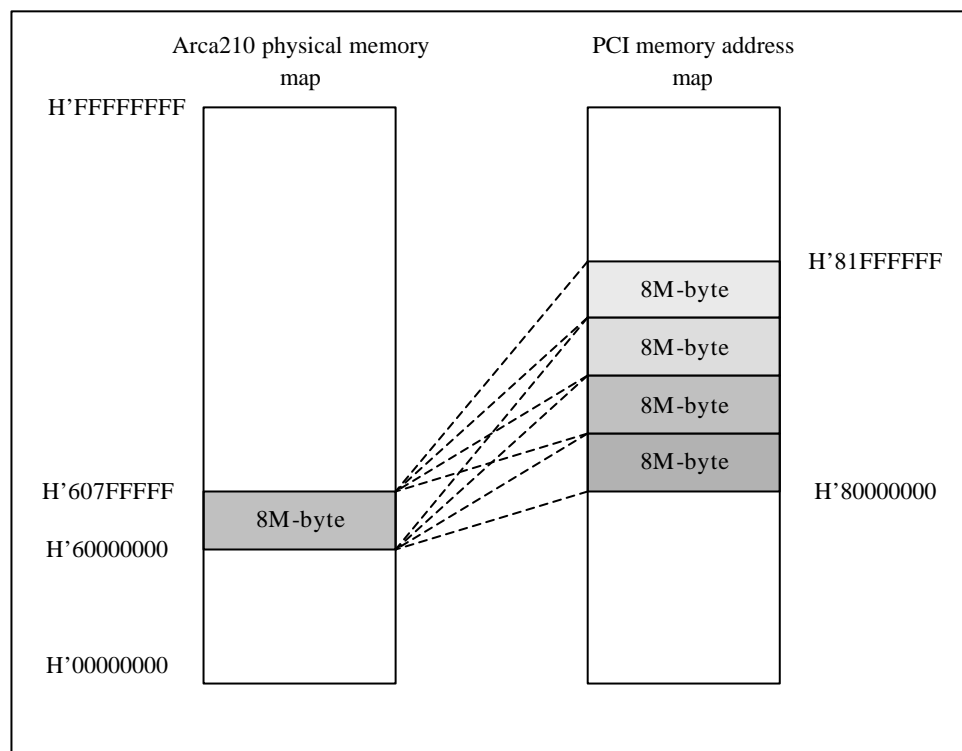 Arca210 physical memory
map
PCI memory address
map
H’FFFFFFFF
H’81FFFFFF
8M-byte
8M-byte
8M-byte
8M-byte
H’607FFFFF
H’80000000
8M-byte
H’60000000
H’00000000